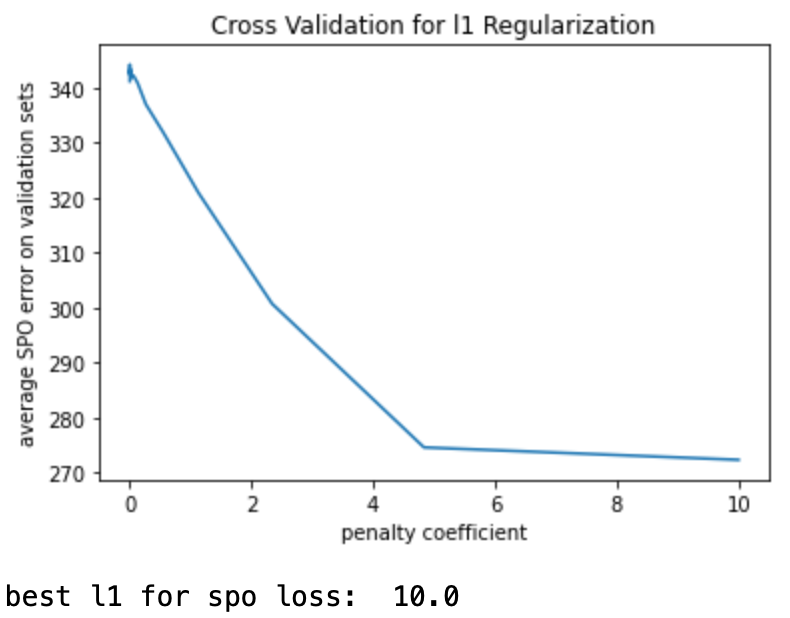 Cross Validation for l1 Regularization
average SPO error on validation sets
340
330
320
310
300
290
280
270
0 2 4 6 8 10
penalty coefficient
best l1 for spo loss:  10.0